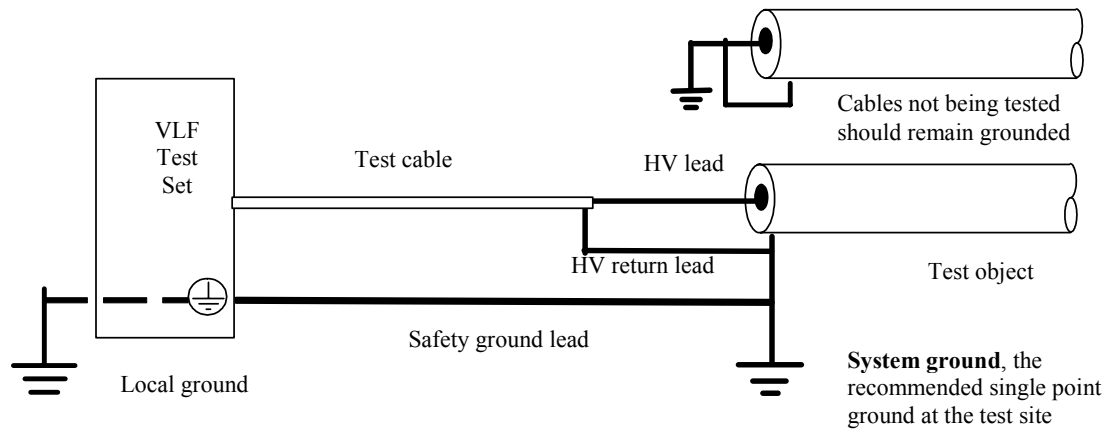 Cables not being tested
should remain grounded
VLF
Test
Set
Test cable
HV lead
HV return lead
Test object
Safety ground lead
Local ground
System ground, the
recommended single point
ground at the test site